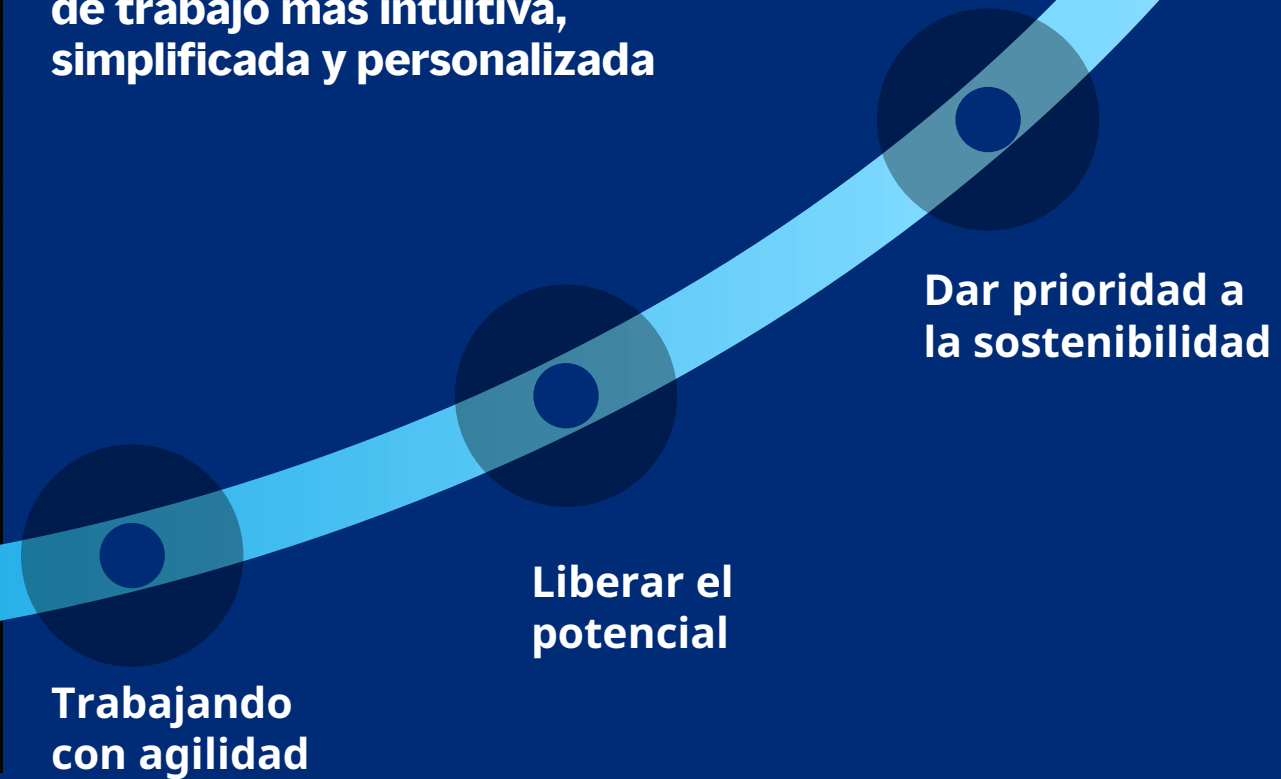 de trabajo más intuitiva,
simplificada y personalizada
Dar prioridad a
la sostenibilidad
Liberar el
potencial
Trabajando
con agilidad